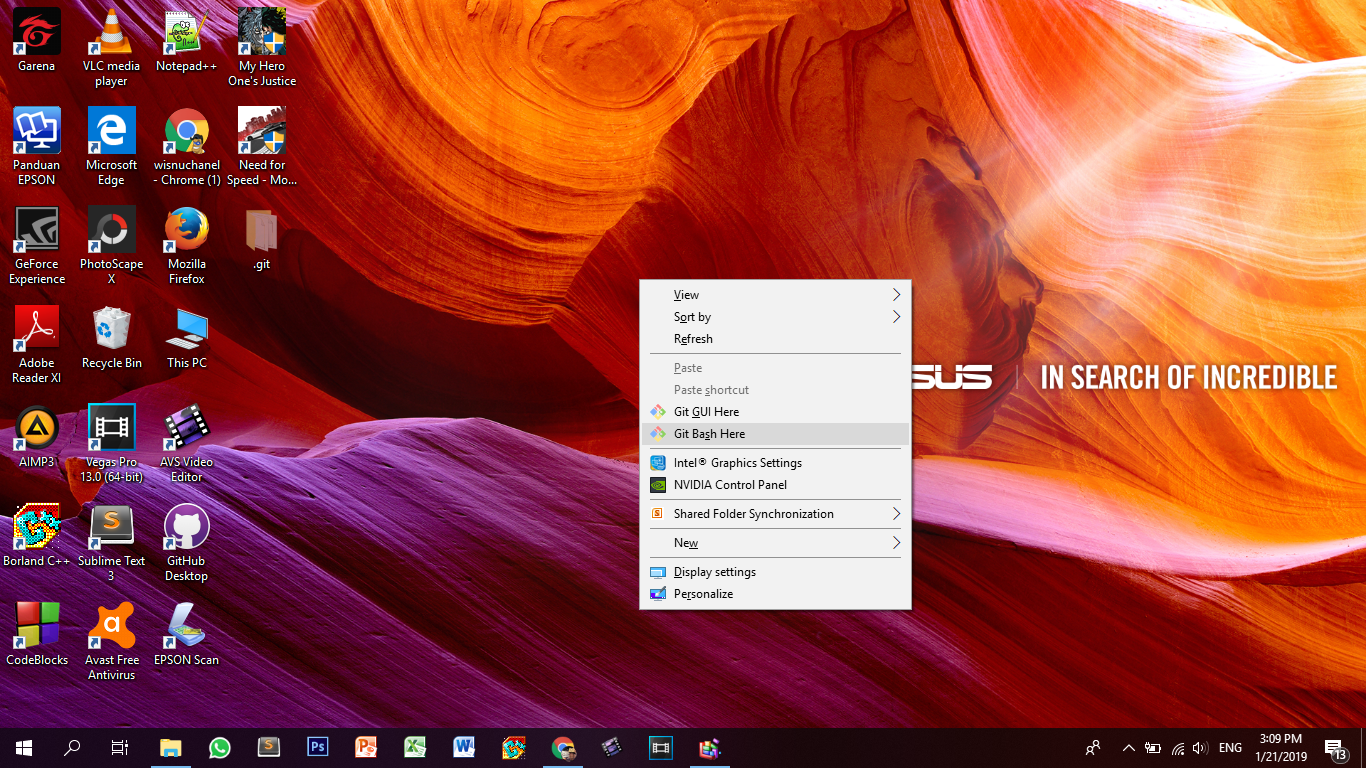 Garena
VLC media
player
Notepad++
My Hero
One's Justice
Panduan
EPSON
Microsoft
Edge
wisnuchanel
- Chrome (1)
Need for
Speed - Mo...
GeForce
Experience
PhotoScape
X
Mozilla
Firefox
.git
Adobe
Reader XI
Recycle Bin
This PC
AIMP3
Vegas Pro
13.0 (64-bit)
AVS Video
Editor
Borland C++
Sublime Text
3
GitHub
Desktop
CodeBlocks
Avast Free
Antivirus
EPSON Scan
View
Sort by
Refresh
Paste
Paste shortcut
Git GUI Here
Git Bash Here
Intel® Graphics Settings
NVIDIA Control Panel
Shared Folder Synchronization
New
Display settings
Personalize
SUS
IN SEARCH OF INCREDIBLE
Ps
ENG
3:09 PM
1/21/2019
13